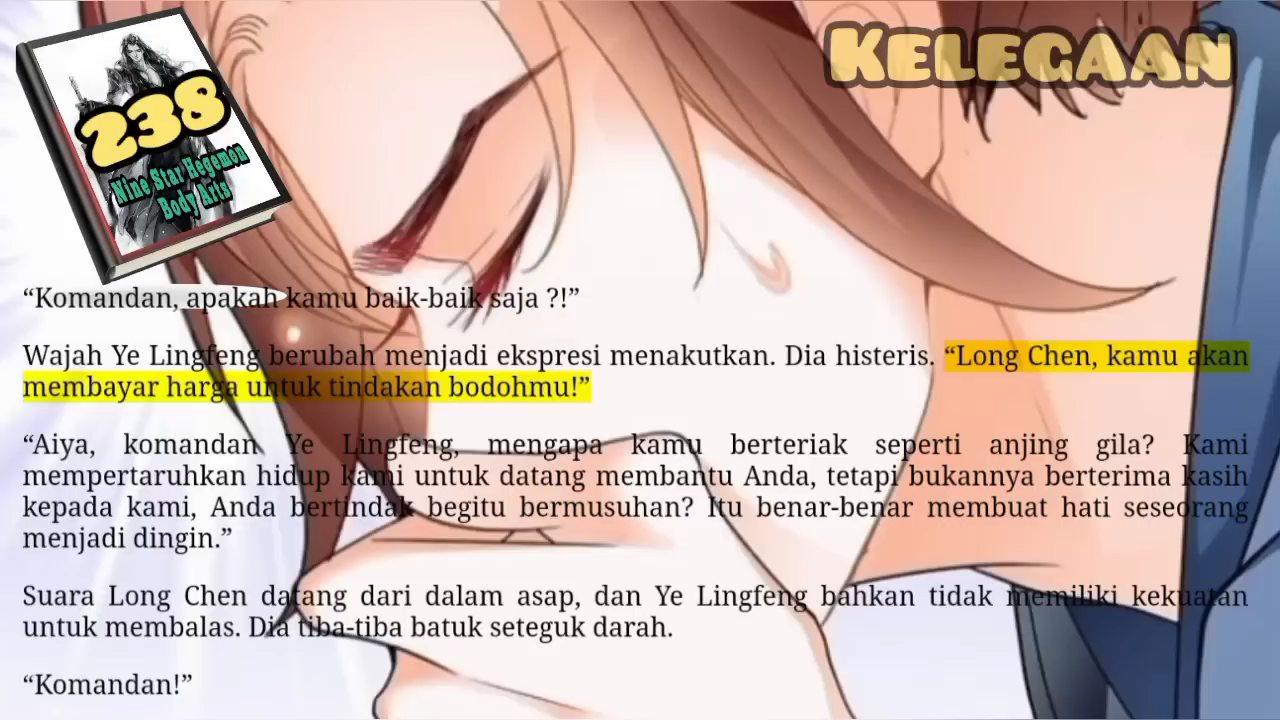 KELEGAAN
238
Nine Star Hegemon
Body Arts
“Komandan, apakah kamu baik-baik saja ?!”
Wajah Ye Lingfeng berubah menjadi ekspresi menakutkan. Dia histeris. “Long Chen, kamu akan
membayar harga untuk tindakan bodohmu!”
“Aiya, komandan Ye Lingfeng, mengapa kamu berteriak seperti anjing gila? Kami
mempertaruhkan hidup kami untuk datang membantu Anda, tetapi bukannya berterima kasih
kepada kami, Anda bertindak begitu bermusuhan? Itu benar-benar membuat hati seseorang
menjadi dingin.”
Suara Long Chen datang dari dalam asap, dan Ye Lingfeng bahkan tidak memiliki kekuatan
untuk membalas. Dia tiba-tiba batuk seteguk darah.
“Komandan!”